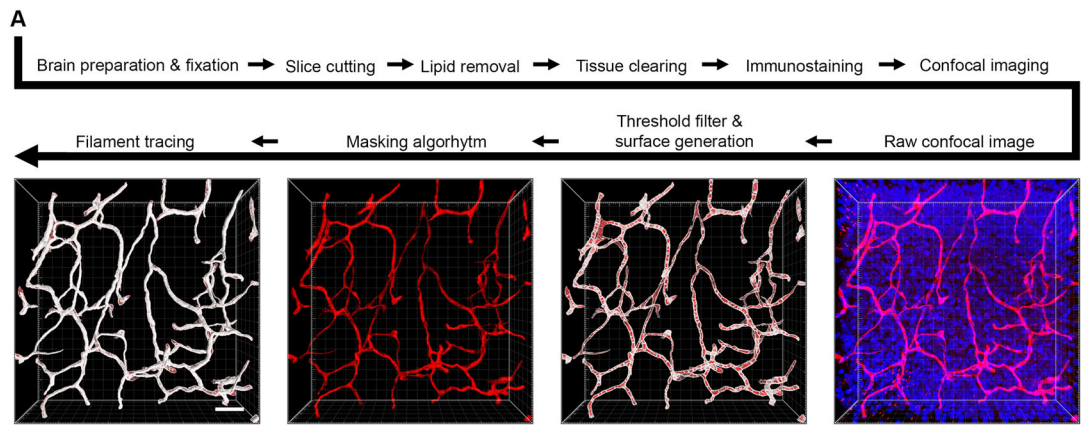 A
Brain preparation & fixation
Slice cutting
Lipid removal
Tissue clearing
Immunostaining
Confocal imaging
Filament tracing
Masking algorhytm
Threshold filter &
surface generation
Raw confocal image